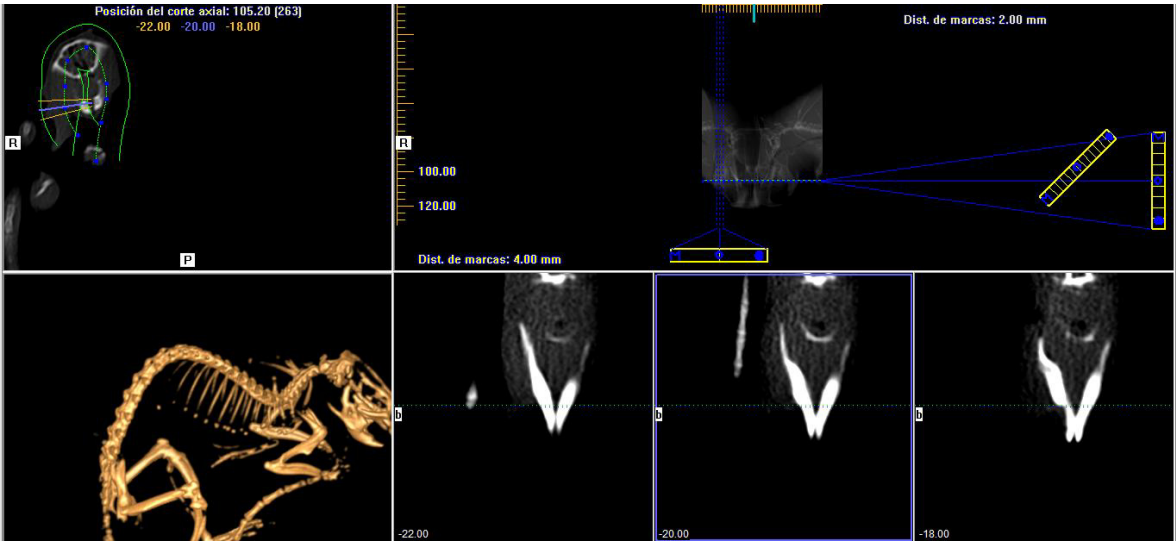 Posición del corte axial: 105.20 (263)
-22.00 -20.00 -18.00
R
P
Dist. de marcas: 2.00 mm
R
100.00
120.00
Dist. de marcas: 4.00 mm
b
-22.00
b
-20.00
b
-18.00